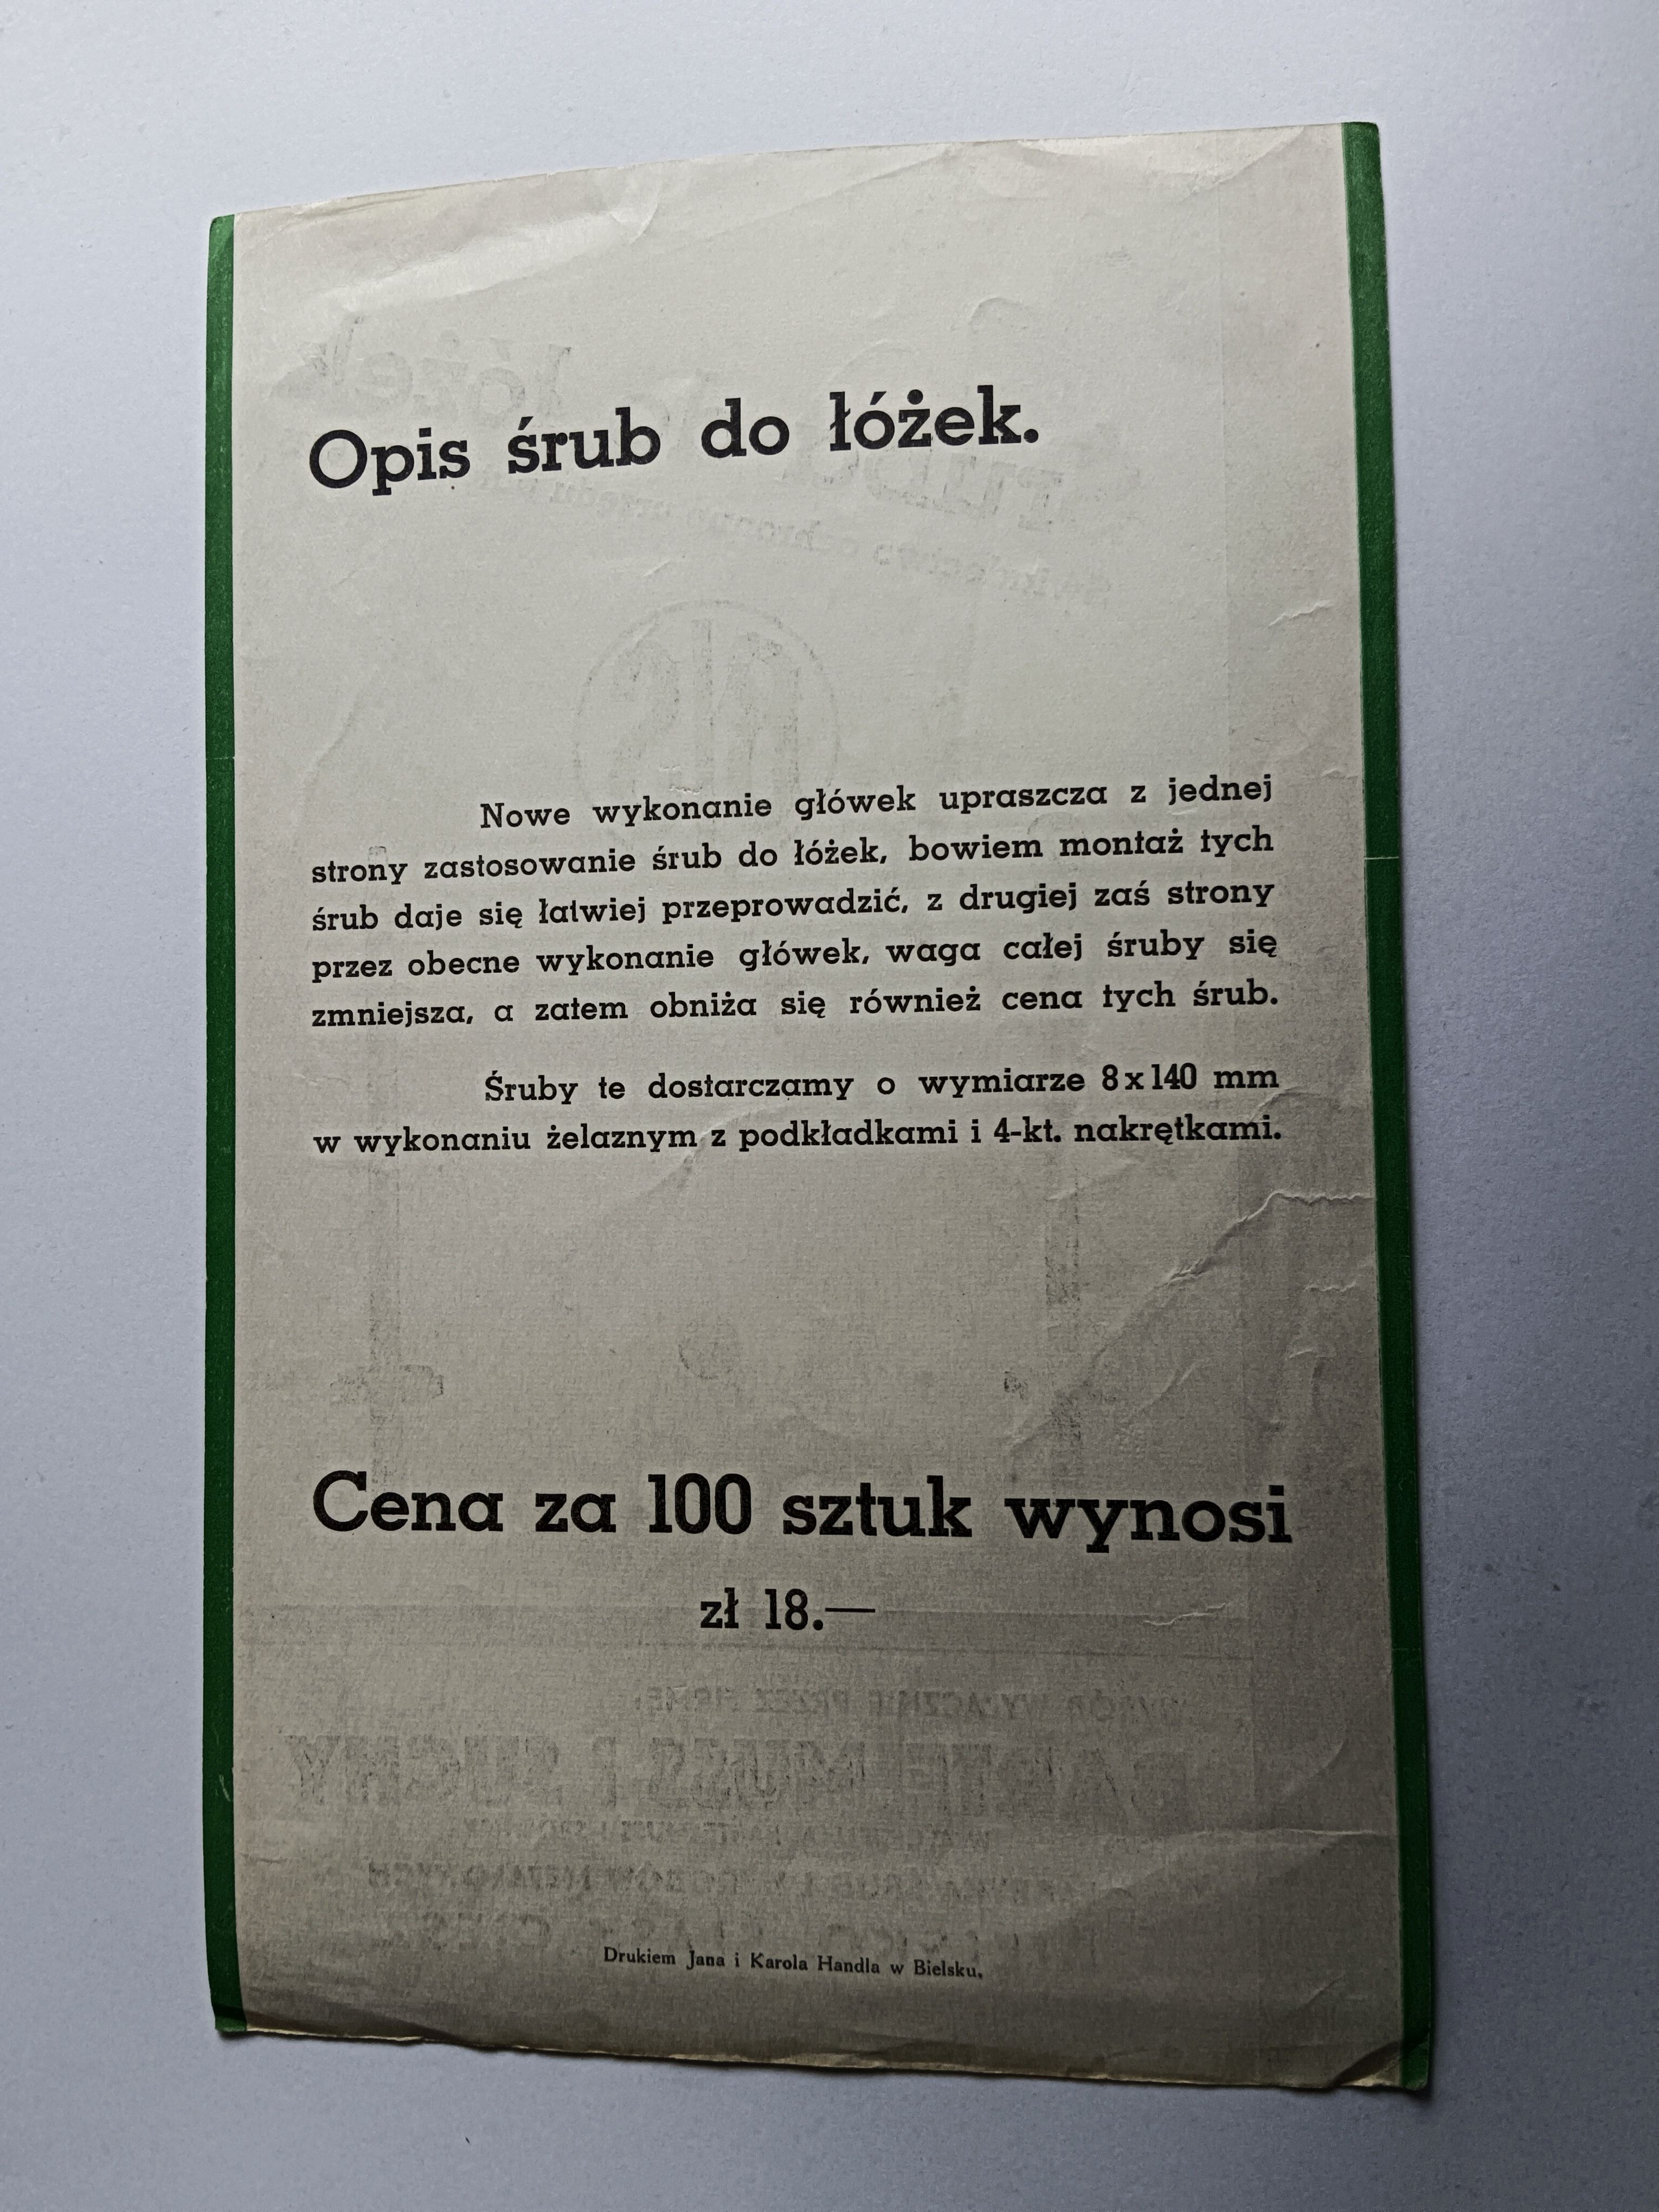 Opis śrub do łóżek.
Nowe wykonanie główek upraszcza z jednej
strony zastosowanie śrub do łóżek, bowiem montaż tych
śrub daje się łatwiej przeprowadzić, z drugiej zaś strony
przez obecne wykonanie główek, waga całej śruby się
zmniejsza, a zatem obniża się również cena tych śrub.
Śruby te dostarczamy o wymiarze 8x140 mm
w wykonaniu żelaznym z podkładkami i 4-kt. nakrętkami.
Cena za 100 sztuk wynosi
zł 18.—
Drukiem Jana i Karola Handla w Bielsku.